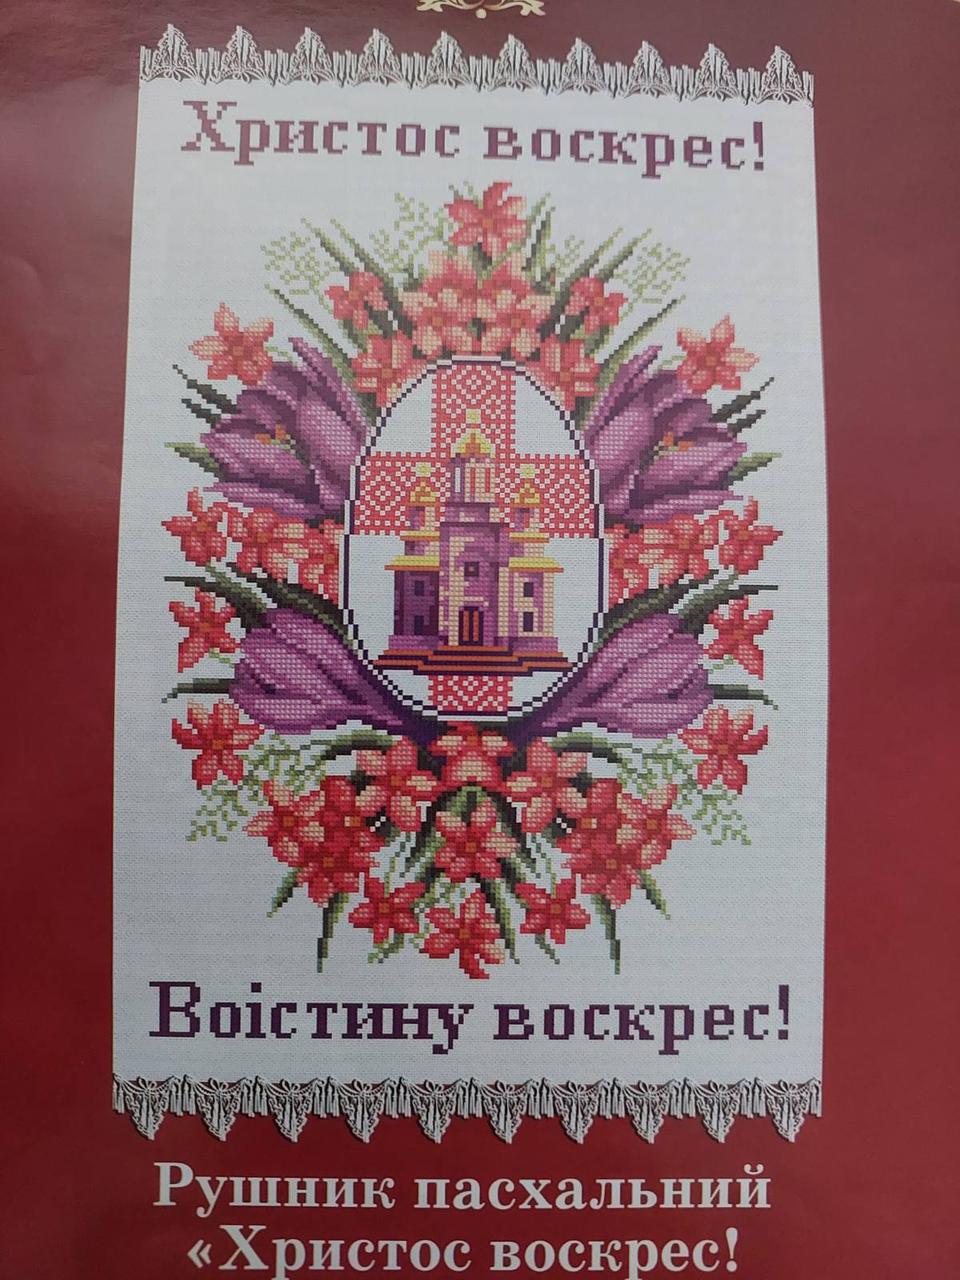 Христос воскрес!
Воістину воскрес!
Рушник пасхальний
«Христос воскрес!